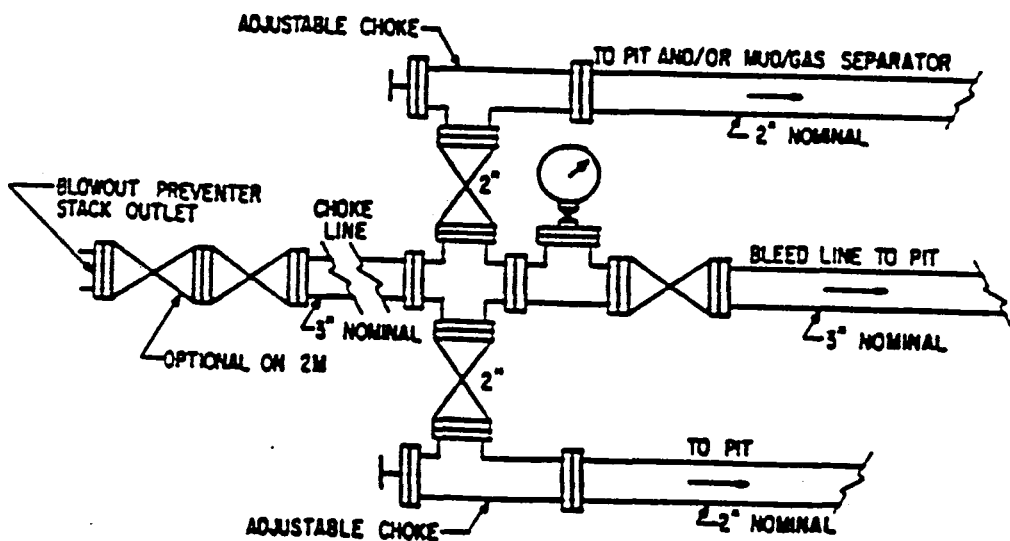 ADJUSTABLE CHOKE
TO PIT AND/OR MUD/GAS SEPARATOR
2" NOMINAL
2"
BLOWOUT PREVENTER
STACK OUTLET
CHOKE
LINE
BLEED LINE TO PIT
3" NOMINAL
3" NOMINAL
OPTIONAL ON 2M
2"
TO PIT
2" NOMINAL
ADJUSTABLE CHOKE